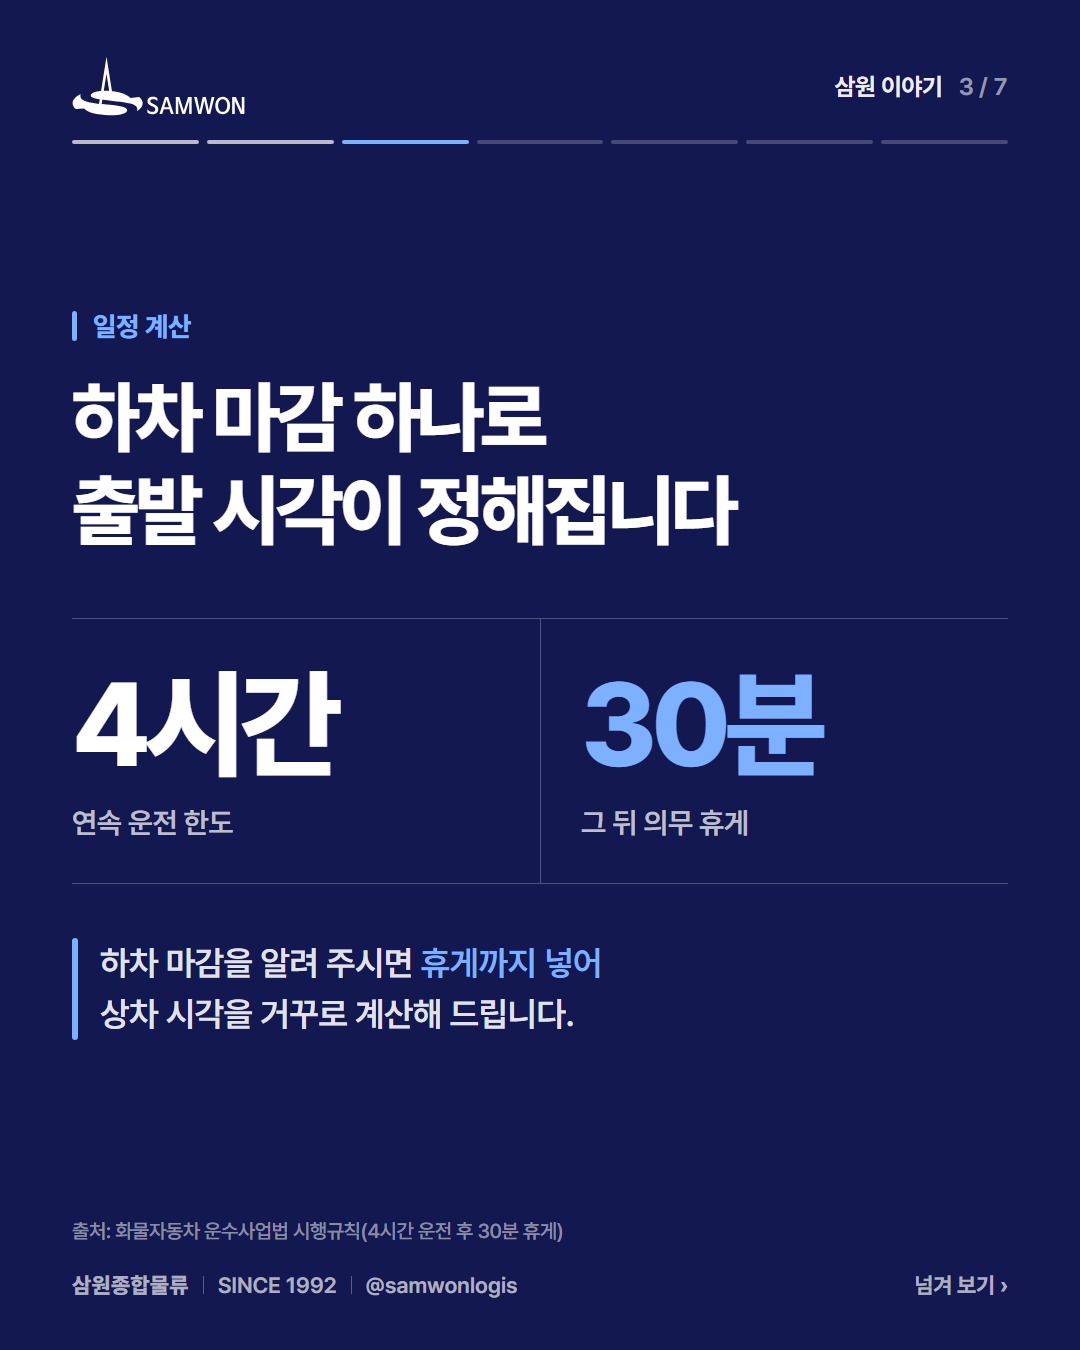 SAMWON
삼원 이야기 3 / 7
일정 계산
하차 마감 하나로
출발 시각이 정해집니다
4시간
연속 운전 한도
30분
그 뒤 의무 휴게
하차 마감을 알려 주시면 휴게까지 넣어
상차 시각을 거꾸로 계산해 드립니다.
출처: 화물자동차 운수사업법 시행규칙(4시간 운전 후 30분 휴게)
삼원종합물류 | SINCE 1992 | @samwonlogis
넘겨 보기 ›